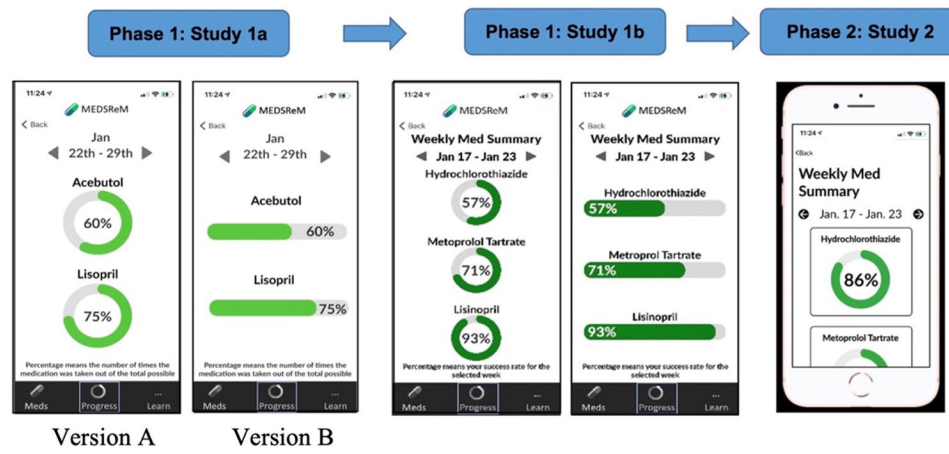 Phase 1: Study 1a
Phase 1: Study 1b
Phase 2: Study 2
11:24
MEDSReM
< Back
Jan
22th - 29th
Acebutol
60%
Lisopril
75%
Percentage means the number of times the
medication was taken out of the total possible
Meds
Progress
Learn
11:24
MEDSReM
< Back
Jan
22th - 29th
Acebutol
60%
Lisopril
75%
Percentage means the number of times the
medication was taken out of the total possible
Meds
Progress
Learn
11:24
MEDSReM
< Back
Weekly Med Summary
Jan 17 - Jan 23
Hydrochlorothiazide
57%
Metoprolol Tartrate
71%
Lisinopril
93%
Percentage means your success rate for the
selected week
Meds
Progress
Learn
11:24
MEDSReM
< Back
Weekly Med Summary
Jan 17 - Jan 23
Hydrochlorothiazide
57%
Metroprol Tartrate
71%
Lisinopril
93%
Percentage means your success rate for the
selected week
Meds
Progress
Learn
11:24
<Back
Weekly Med
Summary
Jan. 17 - Jan. 23
Hydrochlorothiazide
86%
Metoprolol Tartrate
Version A
Version B